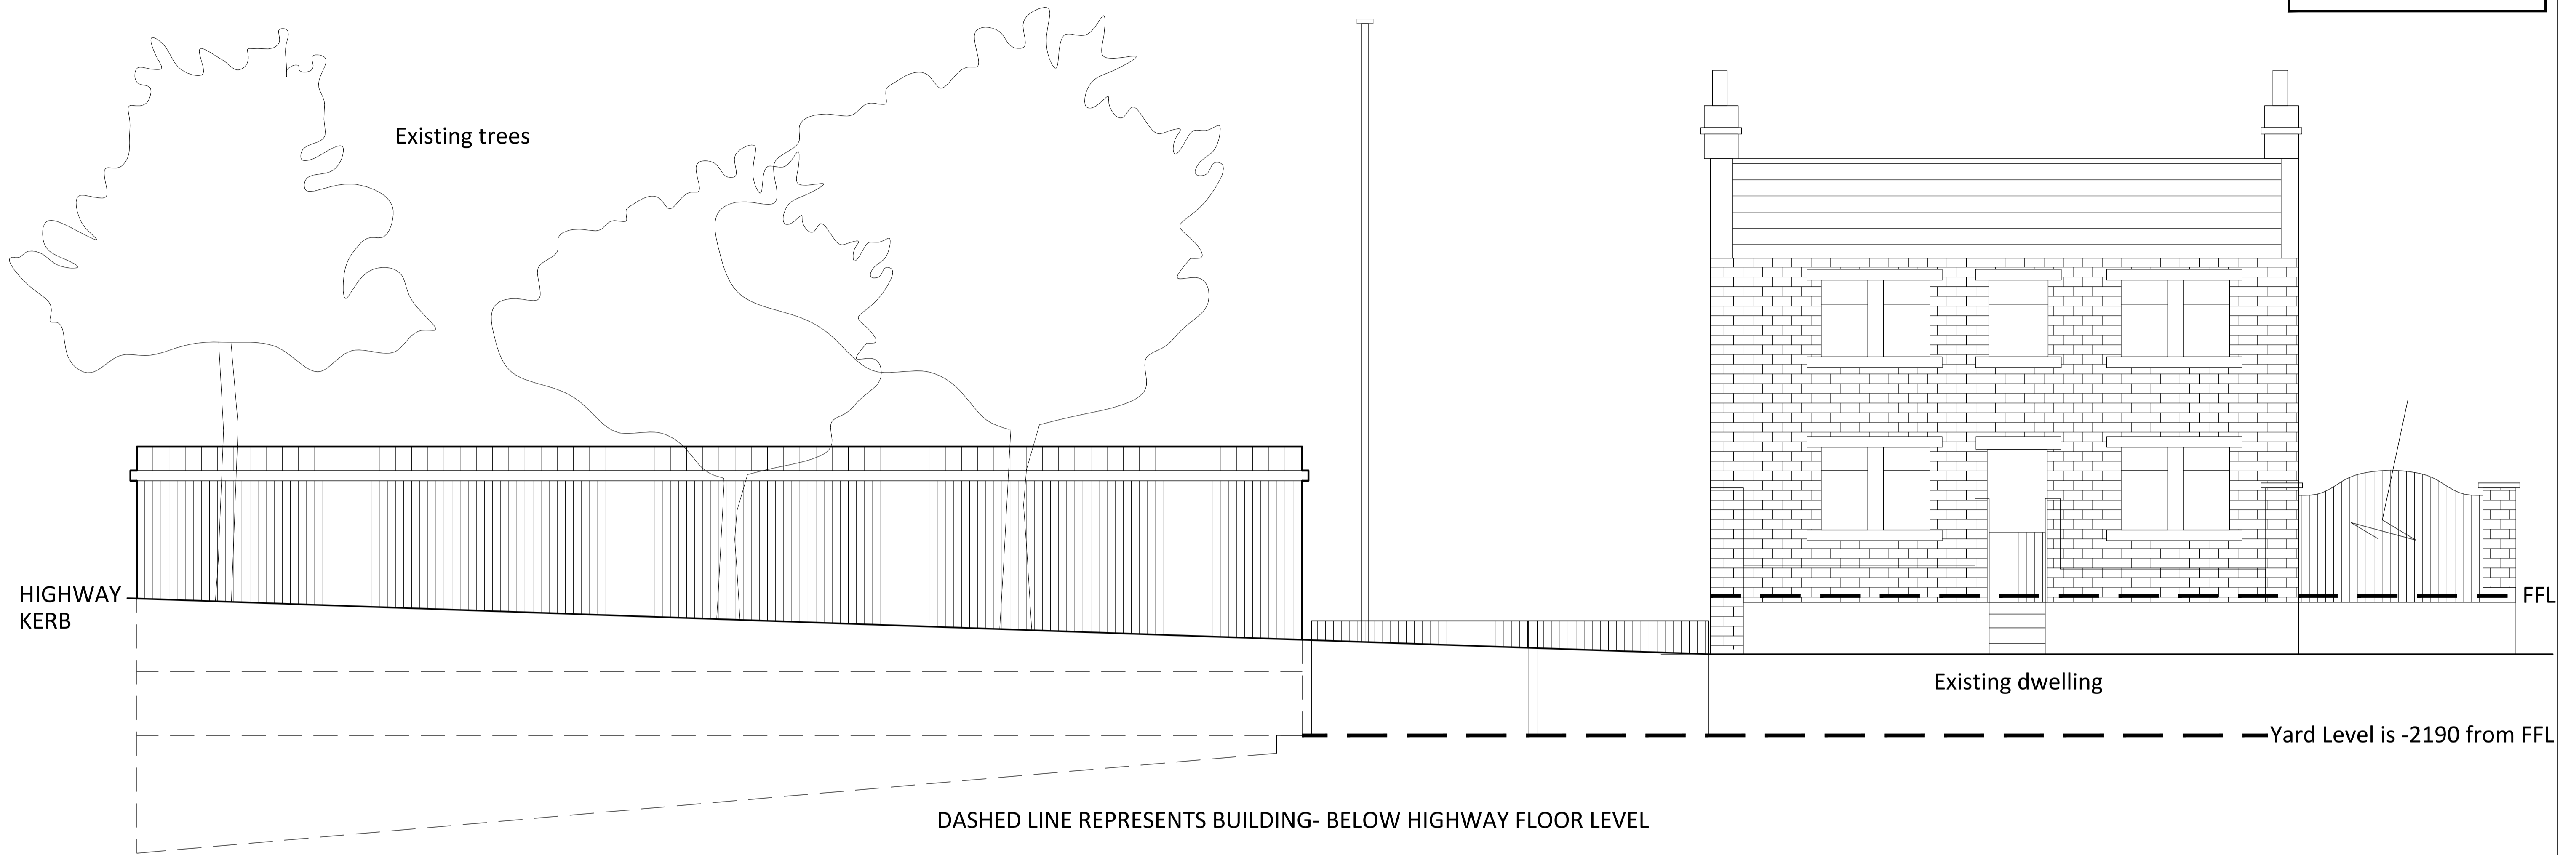 Existing trees
HIGHWAY
KERB
FFL
Existing dwelling
Yard Level is -2190 from FFL
DASHED LINE REPRESENTS BUILDING- BELOW HIGHWAY FLOOR LEVEL